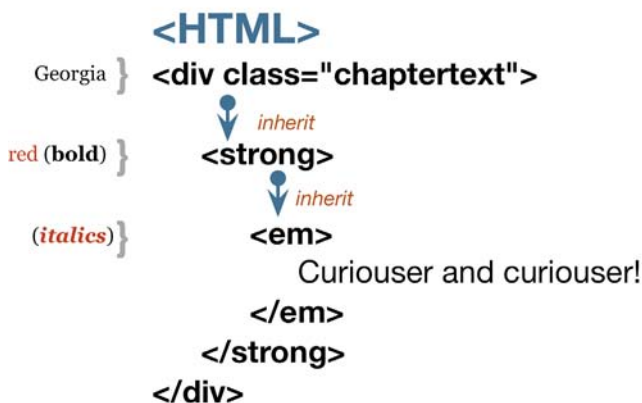 <HTML>
Georgia } <div class="chaptertext">
inherit
red (bold) } <strong>
inherit
(italics) } <em>
Curiouser and curiouser!
</em>
</strong>
</div>